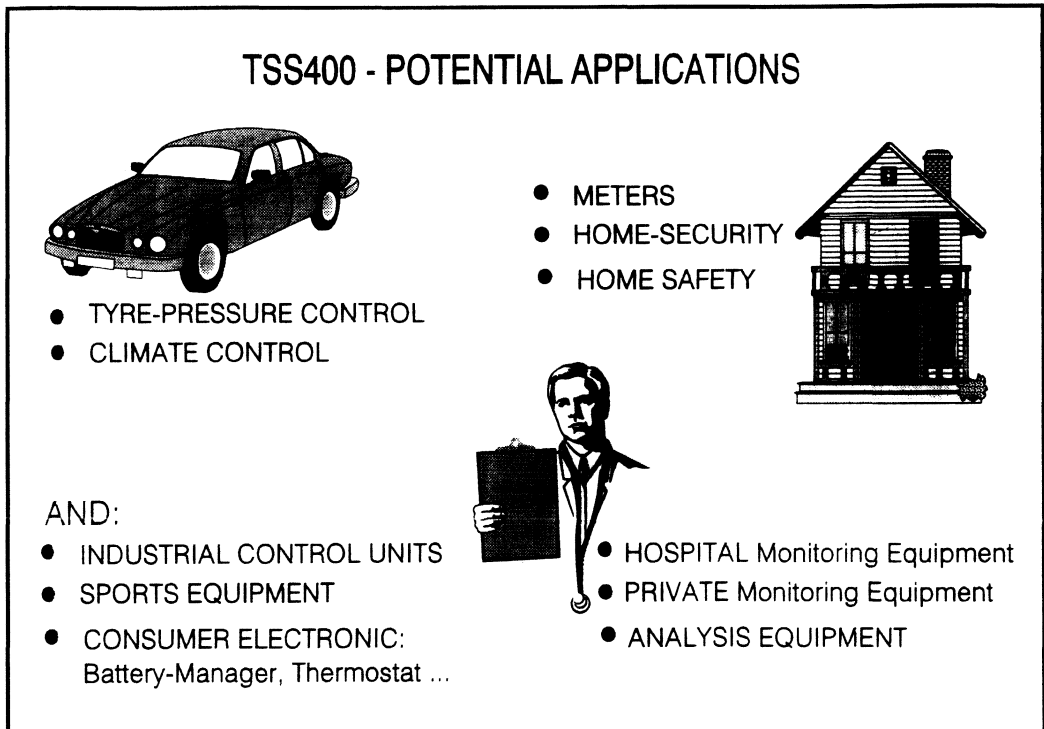 TSS400 - POTENTIAL APPLICATIONS
● TYRE-PRESSURE CONTROL
● CLIMATE CONTROL
● METERS
● HOME-SECURITY
● HOME SAFETY
AND:
● INDUSTRIAL CONTROL UNITS
● SPORTS EQUIPMENT
● CONSUMER ELECTRONIC:
Battery-Manager, Thermostat ...
● HOSPITAL Monitoring Equipment
● PRIVATE Monitoring Equipment
● ANALYSIS EQUIPMENT